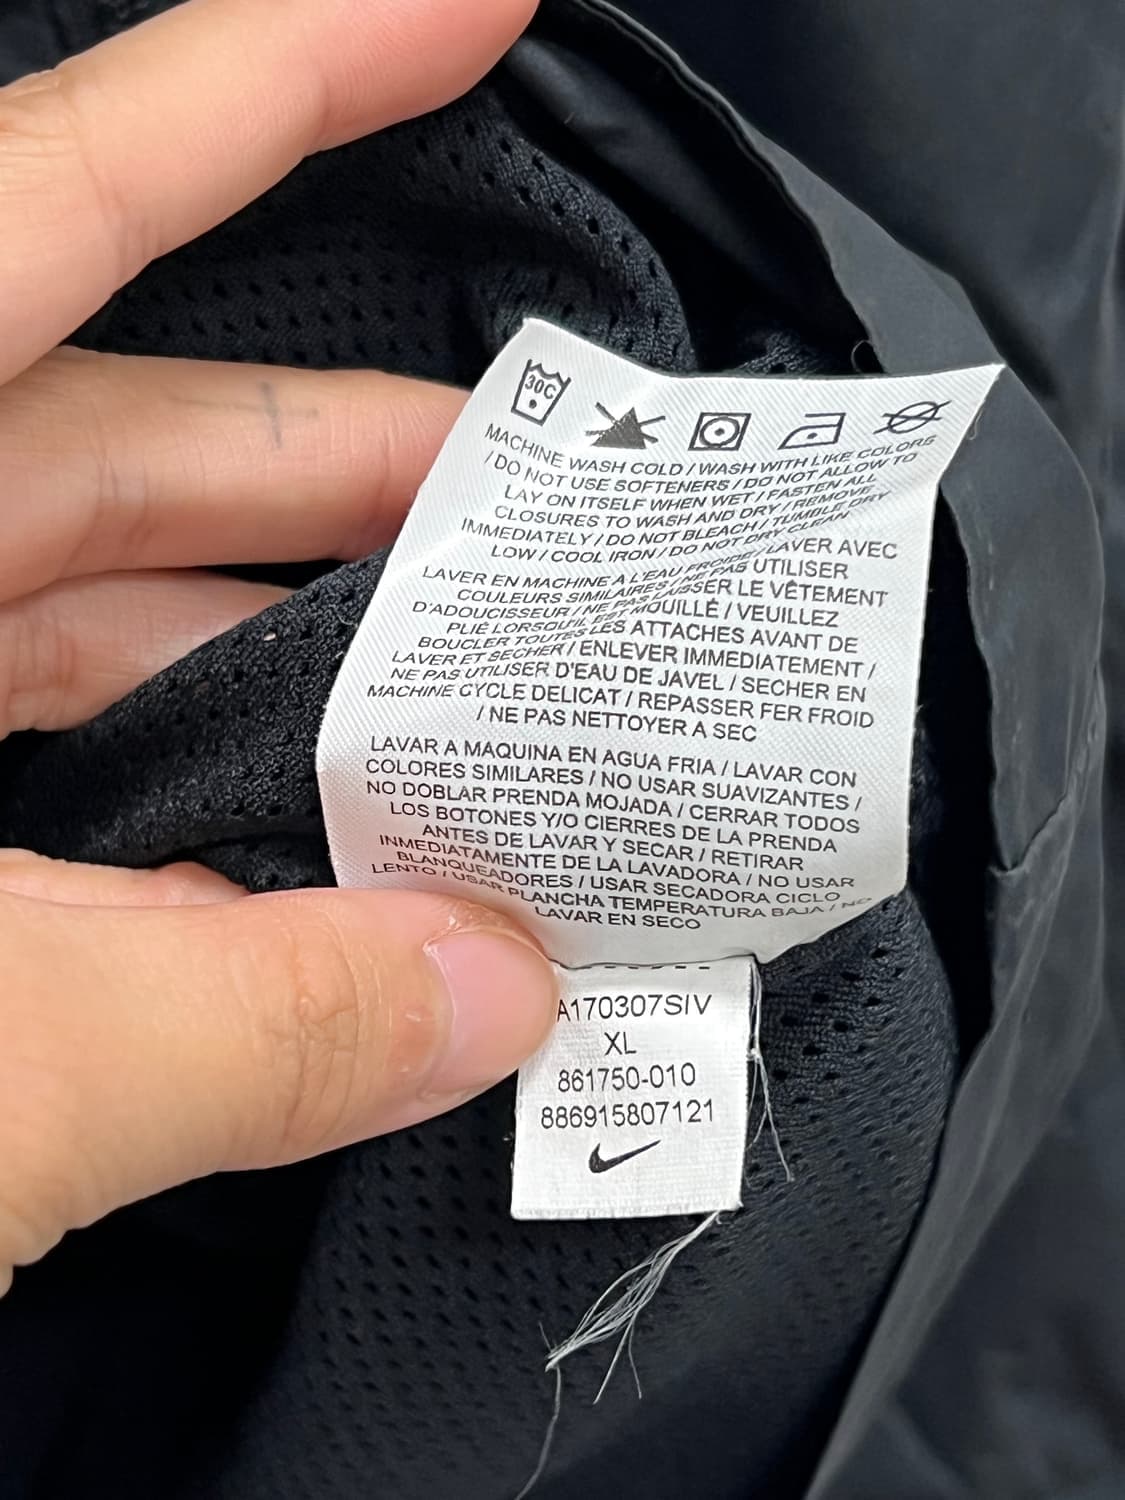 30C
MACHINE WASH COLD / WASH WITH LIKE COLORS
/ DO NOT USE SOFTENERS / DO NOT ALLOW TO
LAY ON ITSELF WHEN WET / FASTEN ALL
CLOSURES TO WASH AND DRY / REMOVE
IMMEDIATELY / DO NOT BLEACH / TUMBLE DRY
LOW / COOL IRON / DO NOT DRY CLEAN
LAVER EN MACHINE A L'EAU FROIDE / LAVER AVEC
COULEURS SIMILAIRES / NE PAS UTILISER
D'ADOUCISSEUR / NE PAS LAISSER LE VÊTEMENT
PLIÉ LORSQU'IL EST MOUILLÉ / VEUILLEZ
BOUCLER TOUTES LES ATTACHES AVANT DE
LAVER ET SECHER / ENLEVER IMMEDIATEMENT /
NE PAS UTILISER D'EAU DE JAVEL / SECHER EN
MACHINE CYCLE DELICAT / REPASSER FER FROID
/ NE PAS NETTOYER A SEC
LAVAR A MAQUINA EN AGUA FRIA / LAVAR CON
COLORES SIMILARES / NO USAR SUAVIZANTES /
NO DOBLAR PRENDA MOJADA / CERRAR TODOS
LOS BOTONES Y/O CIERRES DE LA PRENDA
ANTES DE LAVAR Y SECAR / RETIRAR
INMEDIATAMENTE DE LA LAVADORA / NO USAR
BLANQUEADORES / USAR SECADORA CICLO
LENTO / USAR PLANCHA TEMPERATURA BAJA / NO
LAVAR EN SECO
A170307SIV
XL
861750-010
886915807121